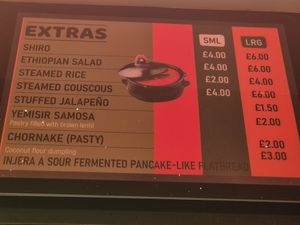 EXTRAS SML LRG
SHIRO £4.00 £6.00
ETHIOPIAN SALAD £4.00 £6.00
STEAMED RICE £2.00 £4.00
STEAMED COUSCOUS £4.00 £6.00
STUFFED JALAPEÑO £1.50
YEMISIR SAMOSA £2.00
Pastry filled with brown lentil
CHORNAKE (PASTY)
Coconut flour dumpling
INJERA A SOUR FERMENTED PANCAKE-LIKE FLATBREAD £3.00